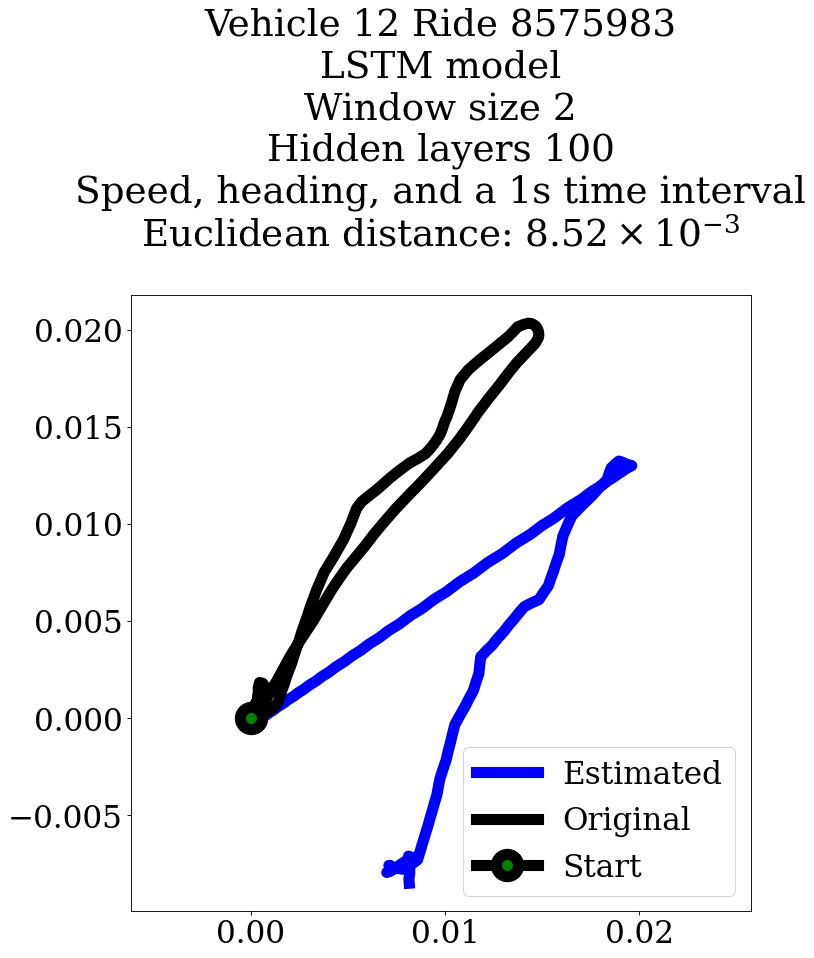 Vehicle 12 Ride 8575983
LSTM model
Window size 2
Hidden layers 100
Speed, heading, and a 1s time interval
Euclidean distance: 8.52 × 10⁻³
0.020
0.015
0.010
0.005
0.000
−0.005
Estimated
Original
Start
0.00 0.01 0.02